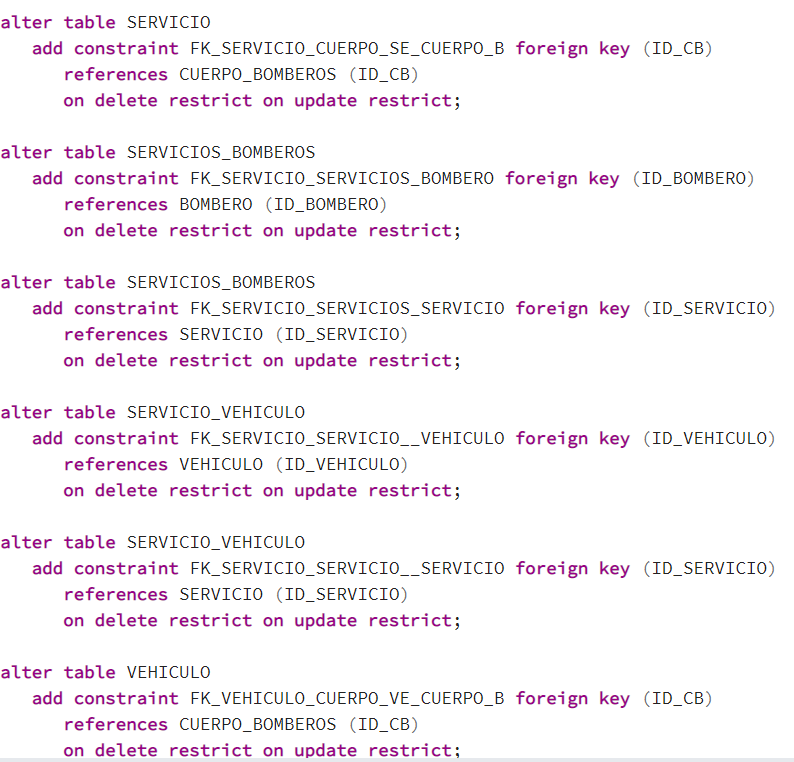 alter table SERVICIO
add constraint FK_SERVICIO_CUERPO_SE_CUERPO_B foreign key (ID_CB)
references CUERPO_BOMBEROS (ID_CB)
on delete restrict on update restrict;
alter table SERVICIOS_BOMBEROS
add constraint FK_SERVICIO_SERVICIOS_BOMBERO foreign key (ID_BOMBERO)
references BOMBERO (ID_BOMBERO)
on delete restrict on update restrict;
alter table SERVICIOS_BOMBEROS
add constraint FK_SERVICIO_SERVICIOS_SERVICIO foreign key (ID_SERVICIO)
references SERVICIO (ID_SERVICIO)
on delete restrict on update restrict;
alter table SERVICIO_VEHICULO
add constraint FK_SERVICIO_SERVICIO__VEHICULO foreign key (ID_VEHICULO)
references VEHICULO (ID_VEHICULO)
on delete restrict on update restrict;
alter table SERVICIO_VEHICULO
add constraint FK_SERVICIO_SERVICIO__SERVICIO foreign key (ID_SERVICIO)
references SERVICIO (ID_SERVICIO)
on delete restrict on update restrict;
alter table VEHICULO
add constraint FK_VEHICULO_CUERPO_VE_CUERPO_B foreign key (ID_CB)
references CUERPO_BOMBEROS (ID_CB)
on delete restrict on update restrict;